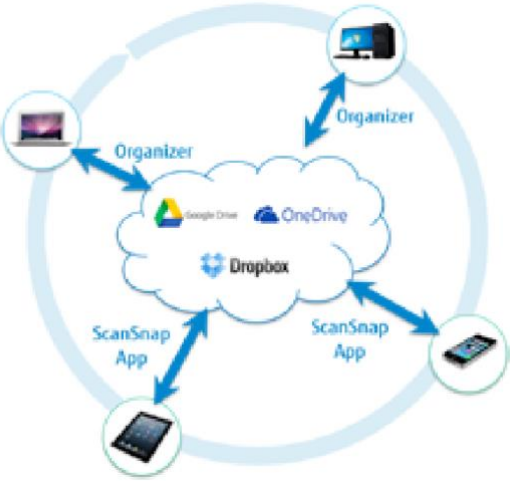 Organizer
Organizer
Google Drive
OneDrive
Dropbox
ScanSnap
App
ScanSnap
App